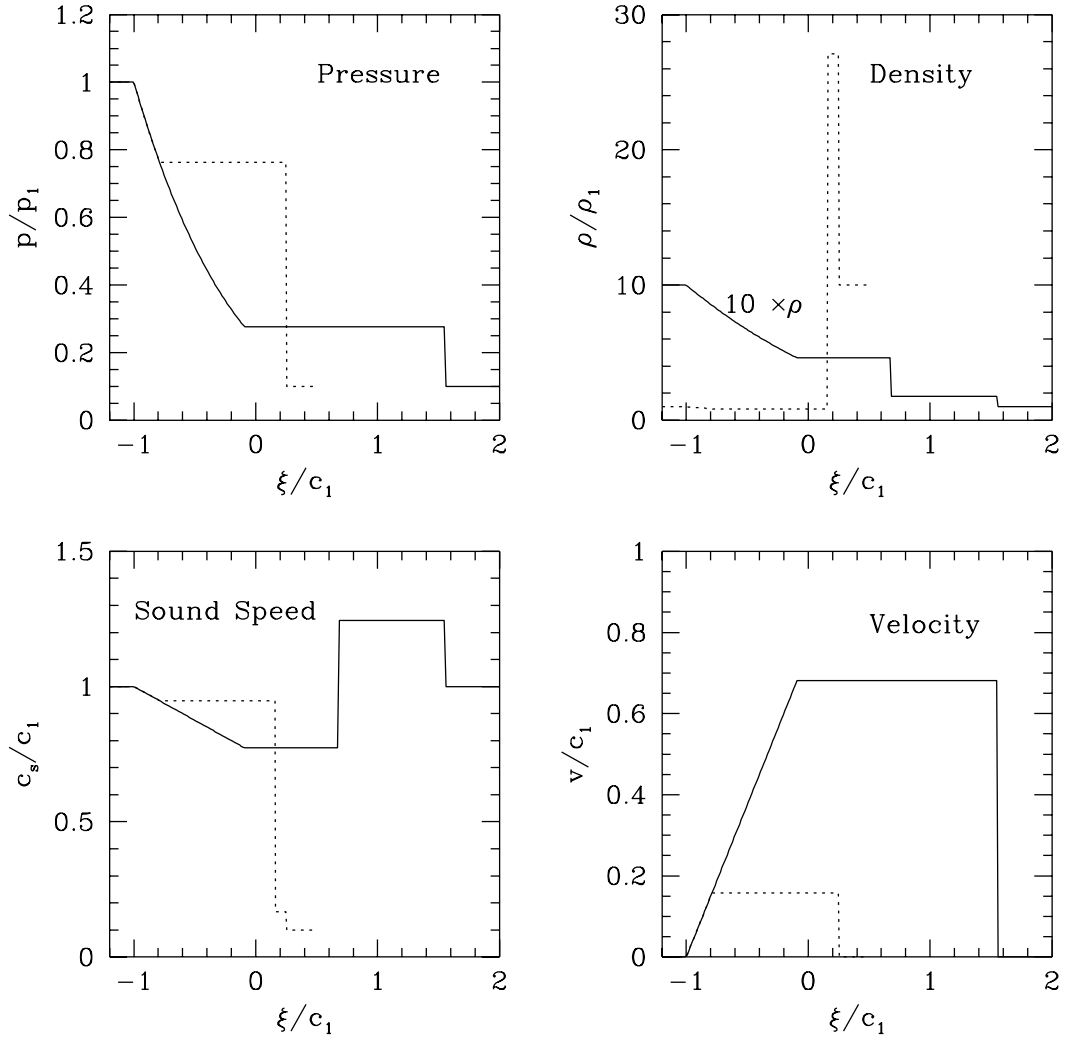 1.2
1
0.8
0.6
0.4
0.2
0
p/p₁
Pressure
−1 0 1 2
ξ/c₁
30
20
10
0
ρ/ρ₁
Density
10 ×ρ
−1 0 1 2
ξ/c₁
1.5
1
0.5
0
cₛ/c₁
Sound Speed
−1 0 1 2
ξ/c₁
1
0.8
0.6
0.4
0.2
0
v/c₁
Velocity
−1 0 1 2
ξ/c₁